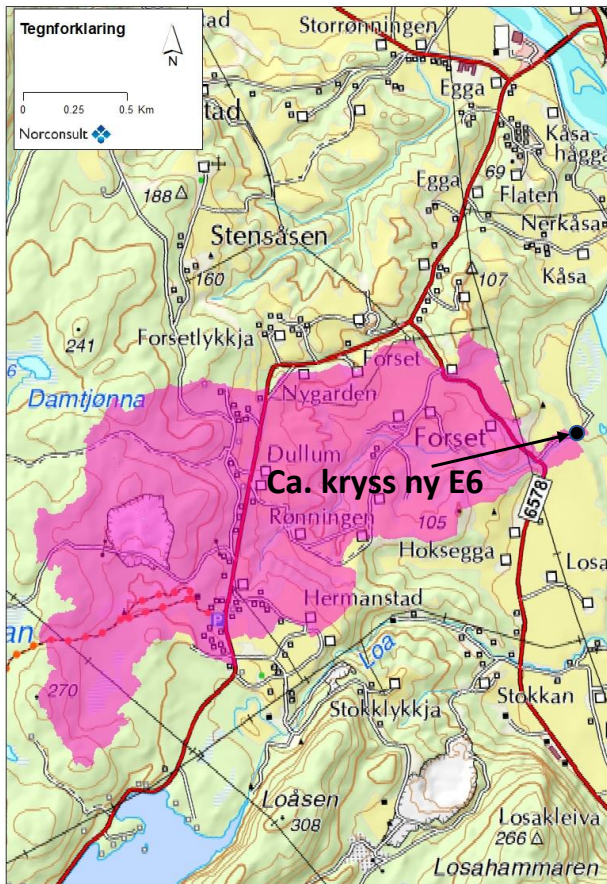 Tegnforklaring
N
0 0.25 0.5 Km
Norconsult
Storrønningen
Egga
Kåsa-
hågga
Egga
69
Flaten
188
Nerkåsa
Stensåsen
Kåsa
107
160
Forsetlykkja
241
Forset
Damtjønna
Nygarden
Forset
Dullum
Ca. kryss ny E6
6578
Rønningen
105
Hoksegga
Losa
Hermanstad
P
an
Loa
270
Stokkan
Stokklykkja
Loåsen
308
Losakleiva
266
Losahammaren